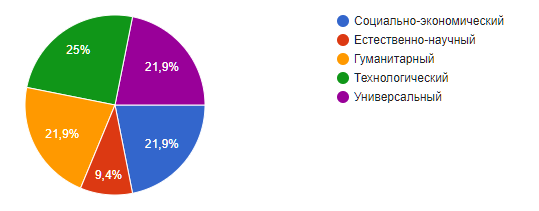 25%
21,9%
21,9%
21,9%
9,4%
Социально-экономический
Естественно-научный
Гуманитарный
Технологический
Универсальный